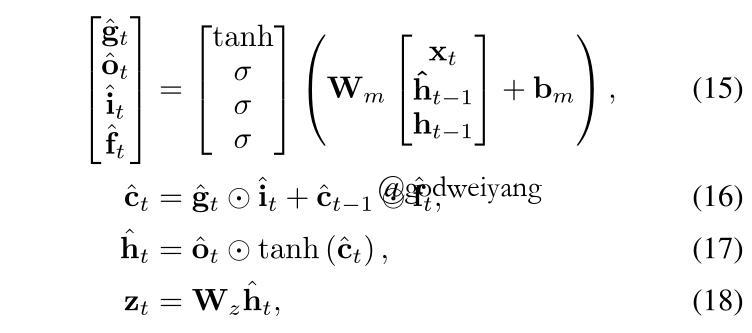 [ĝ_t ; ô_t ; î_t ; f̂_t] = [tanh ; σ ; σ ; σ] ( W_m [x_t ; ĥ_{t−1} ; h_{t−1}] + b_m ) , (15)
ĉ_t = ĝ_t ⊙ î_t + ĉ_{t−1} ⊙ f̂_t, (16)
@godweiyang
ĥ_t = ô_t ⊙ tanh (ĉ_t) , (17)
z_t = W_z ĥ_t, (18)